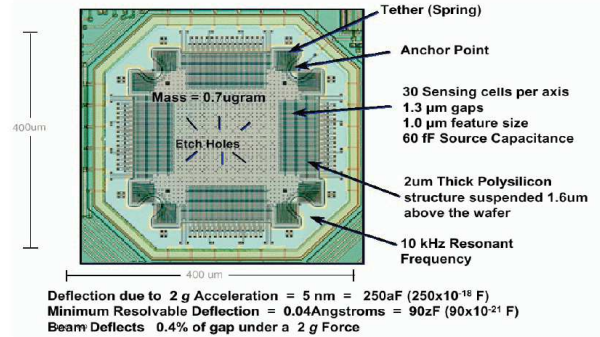 Tether (Spring)
Anchor Point
Mass = 0.7ugram
30 Sensing cells per axis
1.3 µm gaps
1.0 µm feature size
60 fF Source Capacitance
400um
Etch Holes
2um Thick Polysilicon
structure suspended 1.6um
above the wafer
10 kHz Resonant
Frequency
400 um
Deflection due to 2 g Acceleration = 5 nm = 250aF (250x10⁻¹⁸ F)
Minimum Resolvable Deflection = 0.04Angstroms = 90zF (90x10⁻²¹ F)
Beam Deflects 0.4% of gap under a 2 g Force